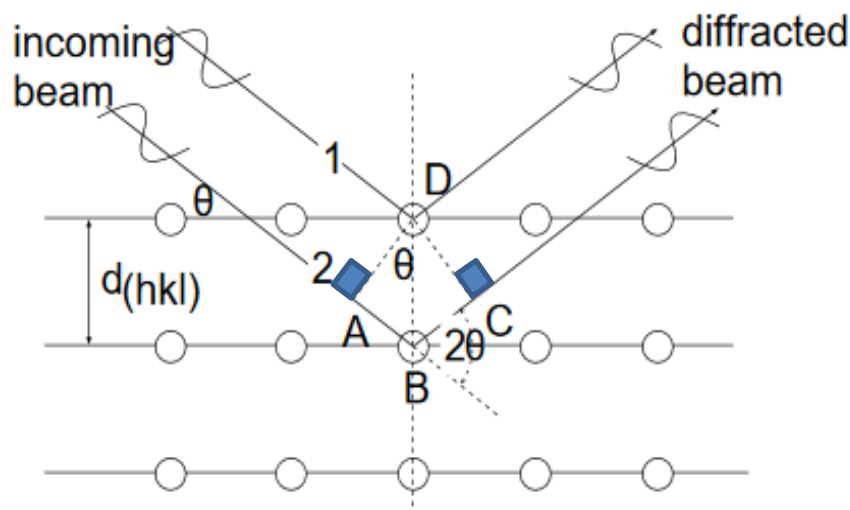 incoming
beam
diffracted
beam
1
D
θ
2
θ
d(hkl)
A
C
2θ
B